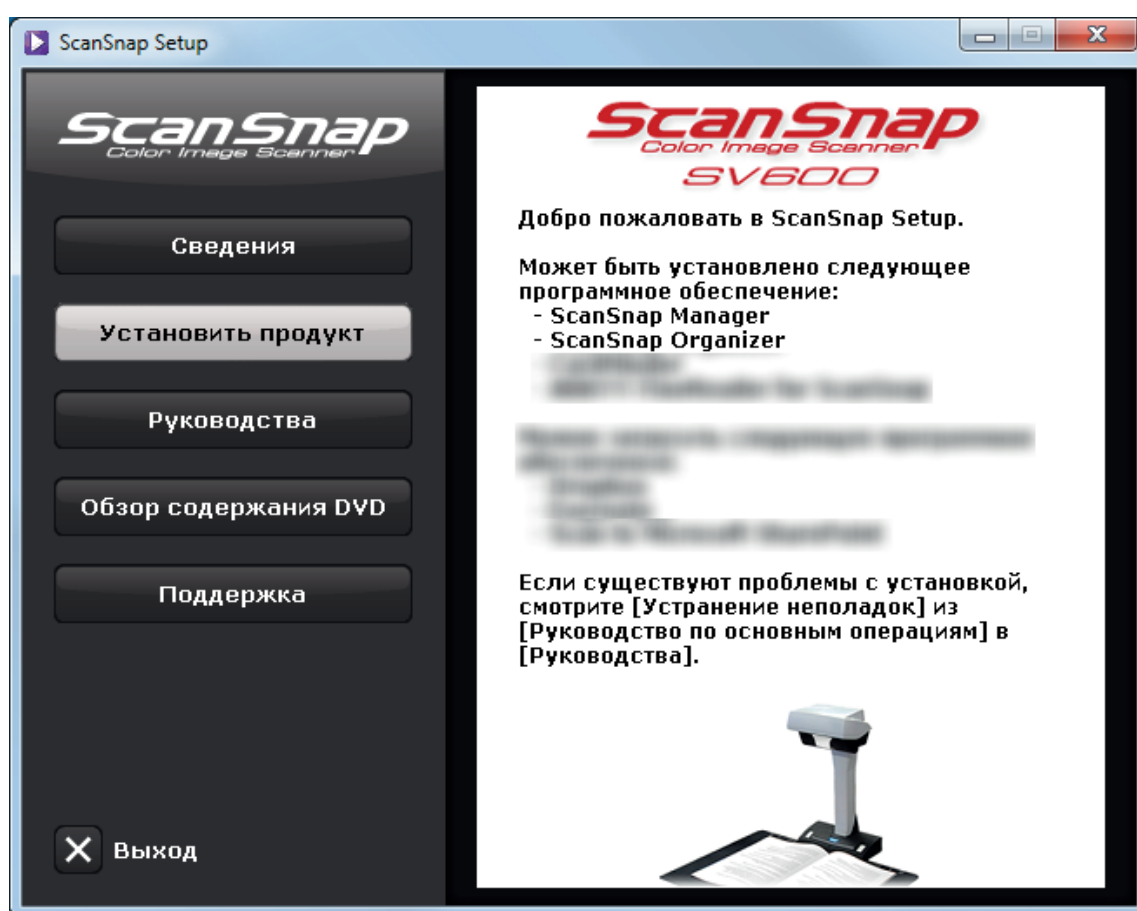 ScanSnap Setup
ScanSnap
Color Image Scanner
Сведения
Установить продукт
Руководства
Обзор содержания DVD
Поддержка
Выход
ScanSnap
Color Image Scanner
SV600
Добро пожаловать в ScanSnap Setup.
Может быть установлено следующее
программное обеспечение:
- ScanSnap Manager
- ScanSnap Organizer
Если существуют проблемы с установкой,
смотрите [Устранение неполадок] из
[Руководство по основным операциям] в
[Руководства].